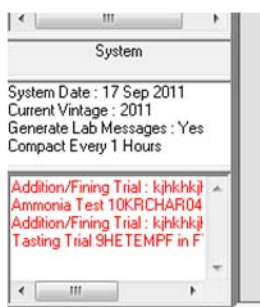 System
System Date : 17 Sep 2011
Current Vintage : 2011
Generate Lab Messages : Yes
Compact Every 1 Hours
Addition/Fining Trial : kjhkhkjl
Ammonia Test 10KRCHAR04
Addition/Fining Trial : kjhkhkjl
Tasting Trial 9HETEMPF in F